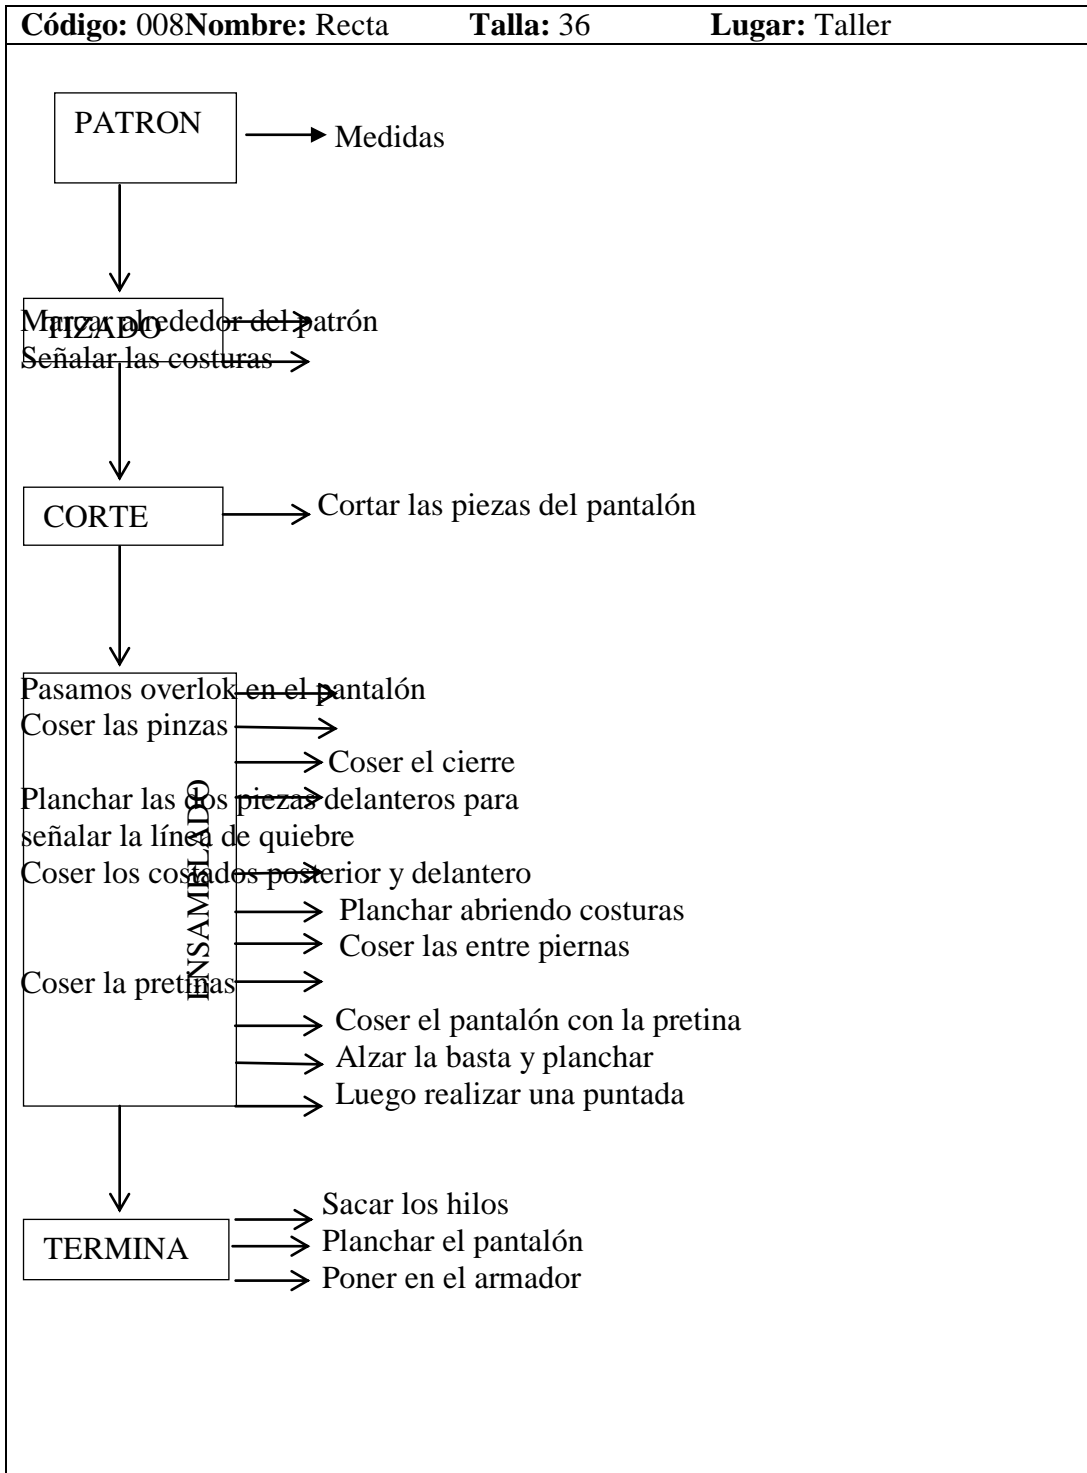 Código: 008Nombre: Recta Talla: 36 Lugar: Taller
PATRON
Medidas
TIZADO
Marcar alrededor del patrón
Señalar las costuras
CORTE
Cortar las piezas del pantalón
ENSAMBLADO
Pasamos overlok en el pantalón
Coser las pinzas
Coser el cierre
Planchar las dos piezas delanteros para
señalar la línea de quiebre
Coser los costados posterior y delantero
Planchar abriendo costuras
Coser las entre piernas
Coser la pretinas
Coser el pantalón con la pretina
Alzar la basta y planchar
Luego realizar una puntada
TERMINA
Sacar los hilos
Planchar el pantalón
Poner en el armador